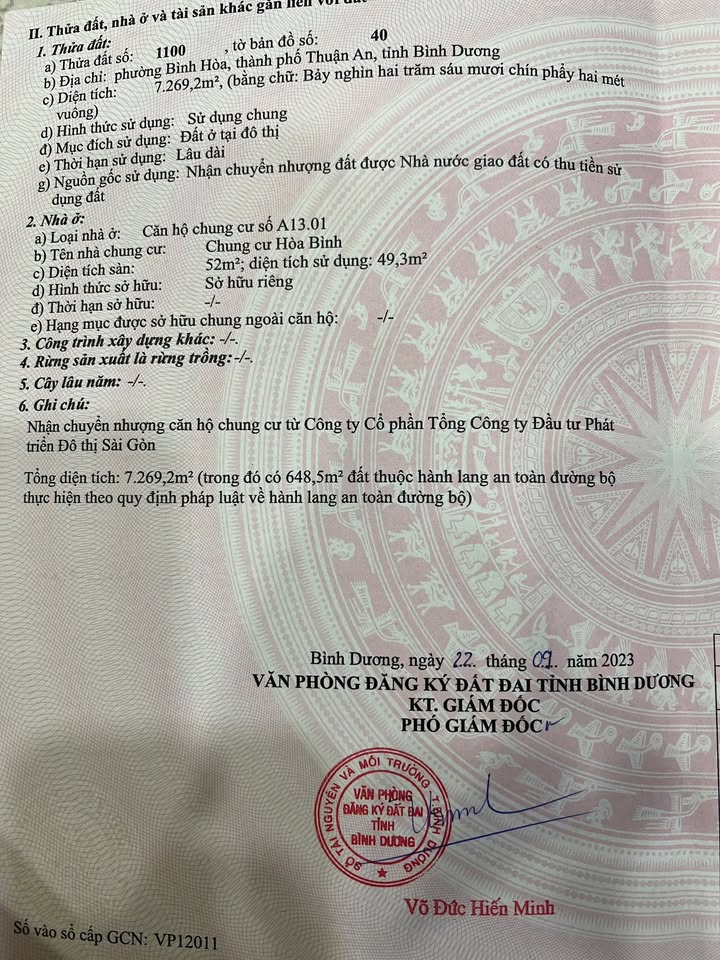 II. Thửa đất, nhà ở và tài sản khác gắn liền với đất
1. Thửa đất:
a) Thửa đất số: 1100 , tờ bản đồ số: 40
b) Địa chỉ: phường Bình Hòa, thành phố Thuận An, tỉnh Bình Dương
c) Diện tích: 7.269,2m², (bằng chữ: Bảy nghìn hai trăm sáu mươi chín phẩy hai mét
vuông)
d) Hình thức sử dụng: Sử dụng chung
đ) Mục đích sử dụng: Đất ở tại đô thị
e) Thời hạn sử dụng: Lâu dài
g) Nguồn gốc sử dụng: Nhận chuyển nhượng đất được Nhà nước giao đất có thu tiền sử
dụng đất
2. Nhà ở:
a) Loại nhà ở: Căn hộ chung cư số A13.01
b) Tên nhà chung cư: Chung cư Hòa Bình
c) Diện tích sàn: 52m²; diện tích sử dụng: 49,3m²
d) Hình thức sở hữu: Sở hữu riêng
đ) Thời hạn sở hữu: -/-
e) Hạng mục được sở hữu chung ngoài căn hộ: -/-
3. Công trình xây dựng khác: -/-.
4. Rừng sản xuất là rừng trồng: -/-.
5. Cây lâu năm: -/-.
6. Ghi chú:
Nhận chuyển nhượng căn hộ chung cư từ Công ty Cổ phần Tổng Công ty Đầu tư Phát
triển Đô thị Sài Gòn
Tổng diện tích: 7.269,2m² (trong đó có 648,5m² đất thuộc hành lang an toàn đường bộ
thực hiện theo quy định pháp luật về hành lang an toàn đường bộ)
Bình Dương, ngày 22. tháng 09.. năm 2023
VĂN PHÒNG ĐĂNG KÝ ĐẤT ĐAI TỈNH BÌNH DƯƠNG
KT. GIÁM ĐỐC
PHÓ GIÁM ĐỐC
SỞ TÀI NGUYÊN VÀ MÔI TRƯỜNG T. BÌNH DƯƠNG
VĂN PHÒNG
ĐĂNG KÝ ĐẤT ĐAI
TỈNH
BÌNH DƯƠNG
Võ Đức Hiến Minh
Số vào sổ cấp GCN: VP12011